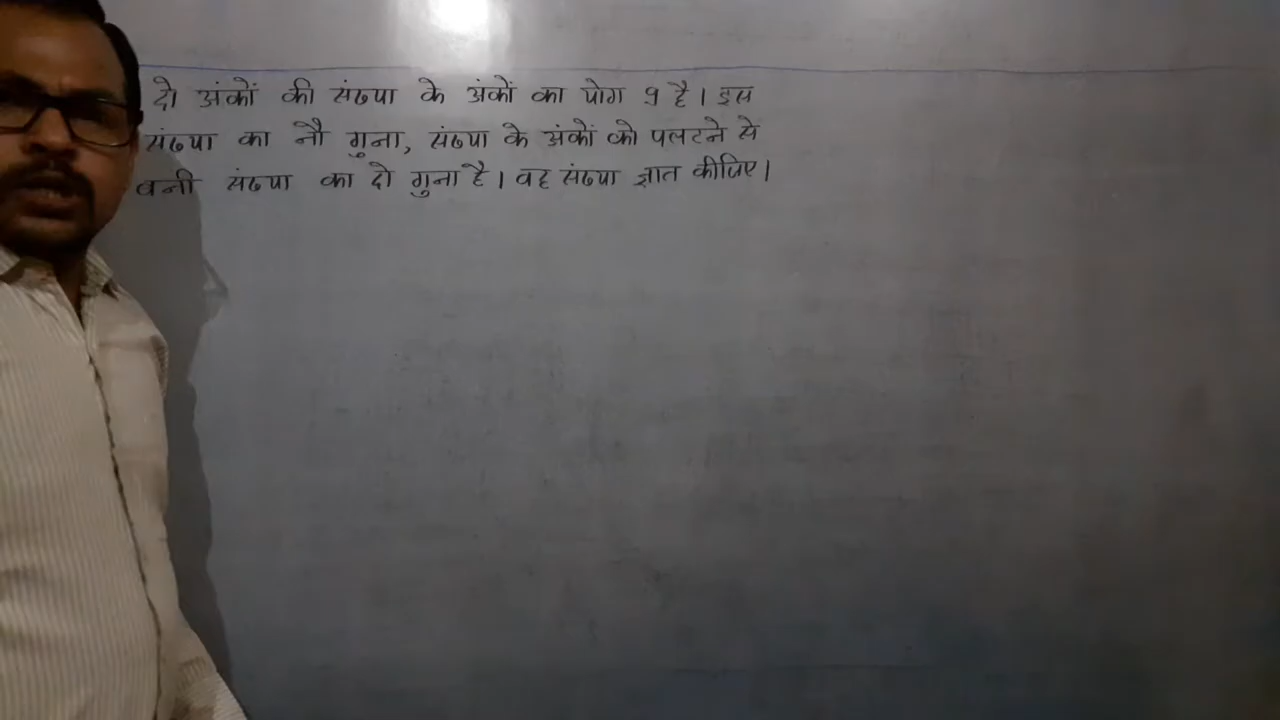 दो अंकों की संख्या के अंकों का योग 9 है। इस
संख्या का नौ गुना, संख्या के अंकों को पलटने से
बनी संख्या का दो गुना है। वह संख्या ज्ञात कीजिए।